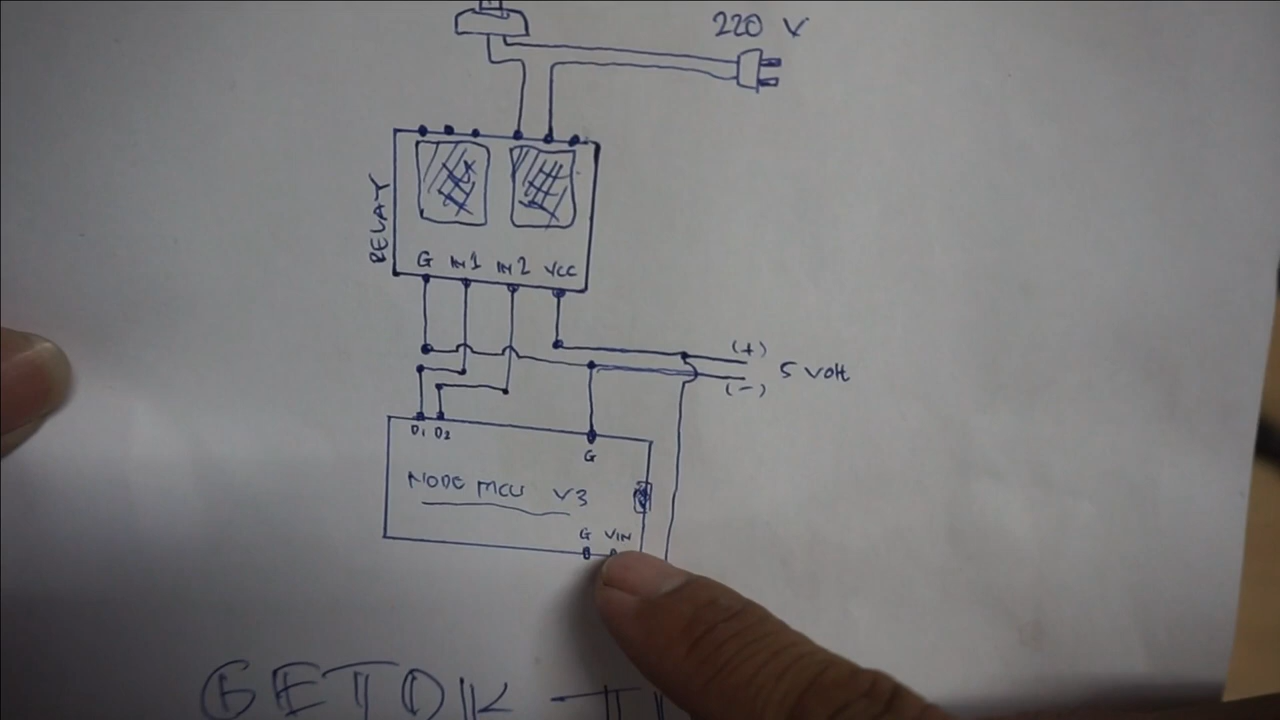 220 V
RELAY
G IN1 IN2 VCC
(+)
5 Volt
(-)
D1 D2
G
NODE MCU V3
G VIN
GETOK